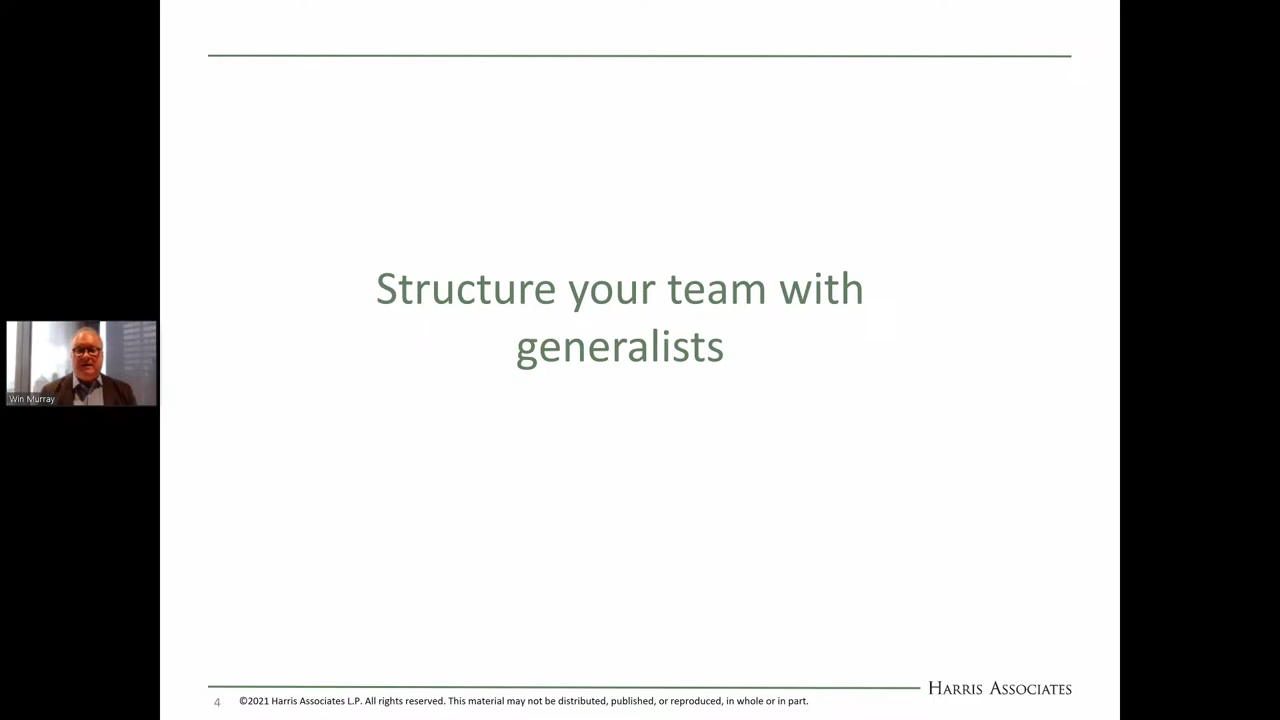 Structure your team with
generalists
Win Murray
4 ©2021 Harris Associates L.P. All rights reserved. This material may not be distributed, published, or reproduced, in whole or in part.
HARRIS ASSOCIATES